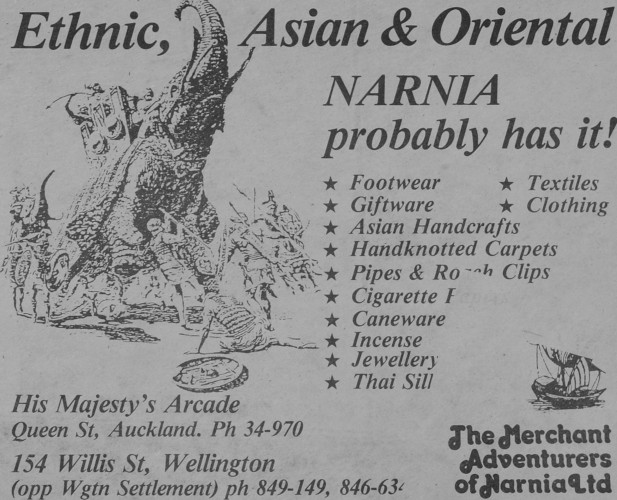 Ethnic, Asian & Oriental
NARNIA
probably has it!
★ Footwear
★ Giftware
★ Asian Handcrafts
★ Handknotted Carpets
★ Pipes & Roach Clips
★ Cigarette Papers
★ Caneware
★ Incense
★ Jewellery
★ Thai
★ Textiles
★ Clothing
His Majesty's Arcade
Queen St, Auckland. Ph 34-970
154 Willis St, Wellington
(opp Wgtn Settlement) ph 849-149,
The Merchant
Adventurers
of Narnia Ltd